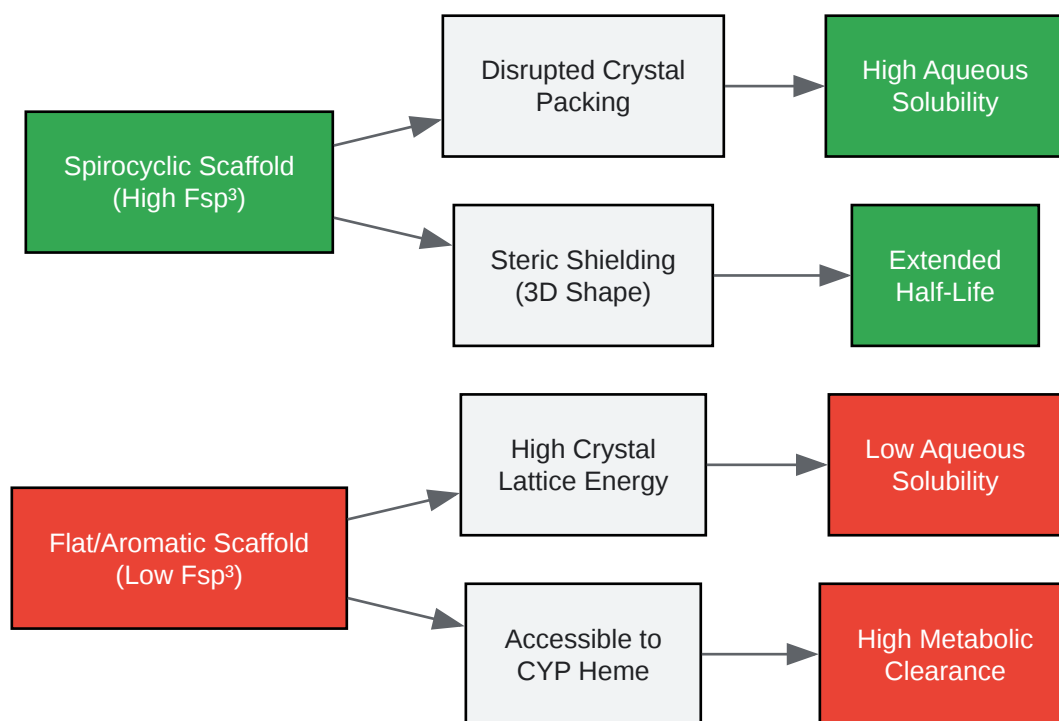 Disrupted Crystal
Packing
High Aqueous
Solubility
Spirocyclic Scaffold
(High Fsp³)
Steric Shielding
(3D Shape)
Extended
Half-Life
High Crystal
Lattice Energy
Low Aqueous
Solubility
Flat/Aromatic Scaffold
(Low Fsp³)
Accessible to
CYP Heme
High Metabolic
Clearance